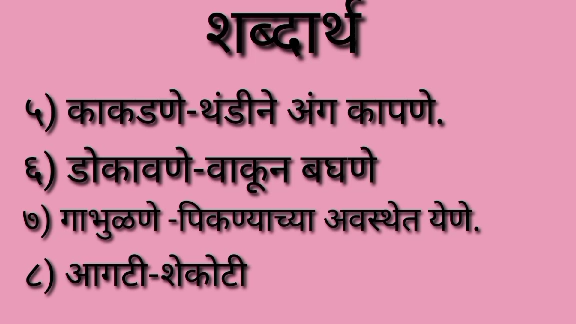 शब्दार्थ
५) काकडणे-थंडीने अंग कापणे.
६) डोकावणे-वाकून बघणे
७) गाभुळणे -पिकण्याच्या अवस्थेत येणे.
८) आगटी-शेकोटी